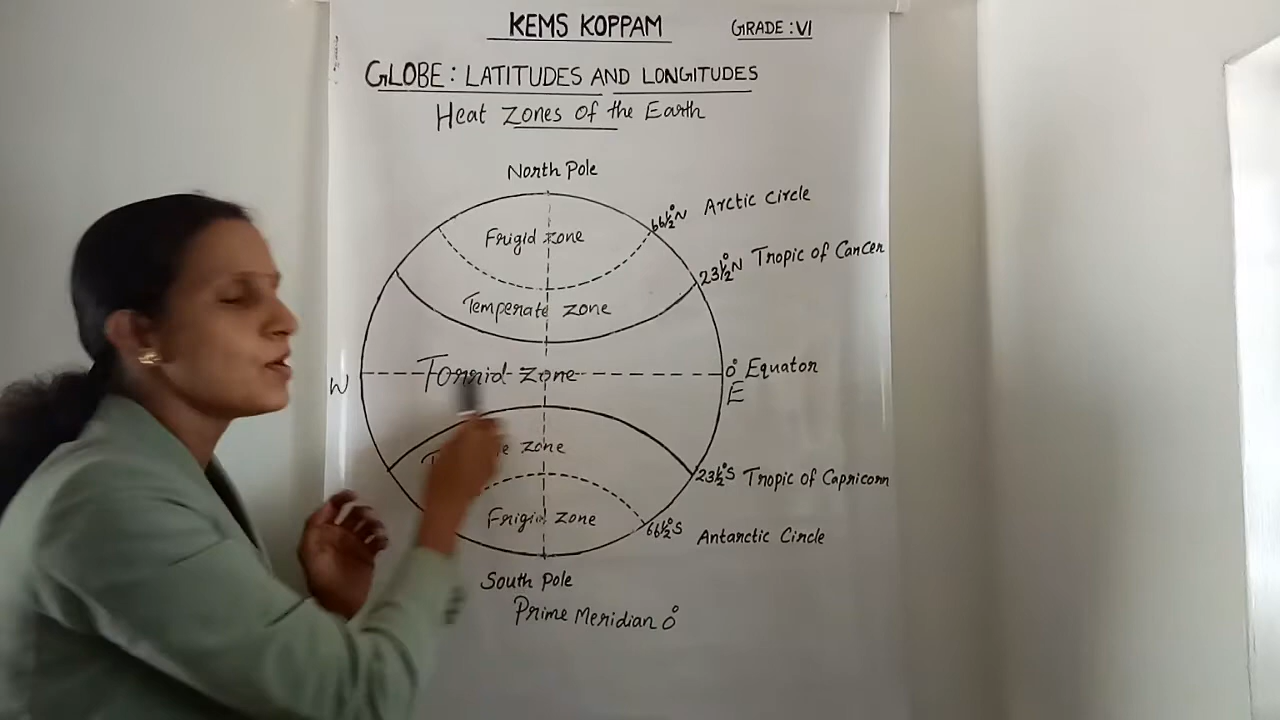 KEMS KOPPAM
GRADE : VI
GLOBE : LATITUDES AND LONGITUDES
Heat Zones of the Earth
North Pole
66½°N Arctic Circle
Frigid zone
23½°N Tropic of Cancer
Temperate zone
W Torrid zone 0° Equator
E
zone
23½°S Tropic of Capricorn
Frigid zone
66½°S Antarctic Circle
South Pole
Prime Meridian 0°